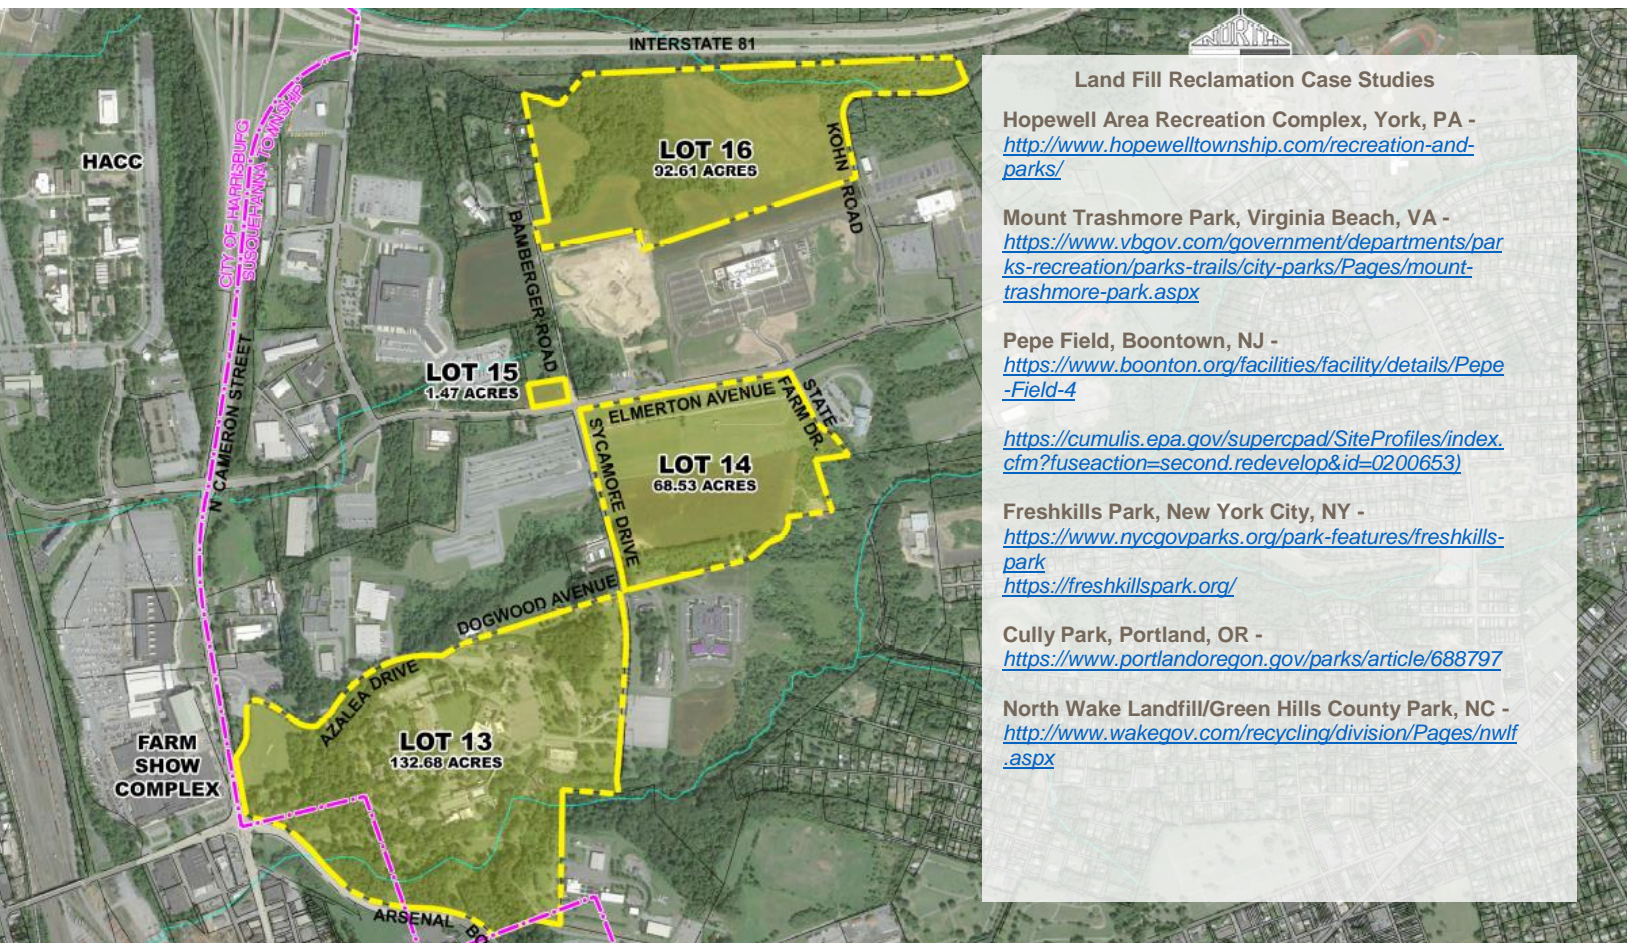 NORTH
INTERSTATE 81
CITY OF HARRISBURG
SUSQUEHANNA TOWNSHIP
HACC
LOT 16
92.61 ACRES
KOHN ROAD
BAMBERGER ROAD
N CAMERON STREET
LOT 15
1.47 ACRES
ELMERTON AVENUE
STATE
FARM DR.
SYCAMORE DRIVE
LOT 14
68.53 ACRES
DOGWOOD AVENUE
AZALEA DRIVE
LOT 13
132.68 ACRES
FARM
SHOW
COMPLEX
ARSENAL BO
Land Fill Reclamation Case Studies
Hopewell Area Recreation Complex, York, PA -
http://www.hopewelltownship.com/recreation-and-
parks/
Mount Trashmore Park, Virginia Beach, VA -
https://www.vbgov.com/government/departments/par
ks-recreation/parks-trails/city-parks/Pages/mount-
trashmore-park.aspx
Pepe Field, Boontown, NJ -
https://www.boonton.org/facilities/facility/details/Pepe
-Field-4
https://cumulis.epa.gov/supercpad/SiteProfiles/index.
cfm?fuseaction=second.redevelop&id=0200653)
Freshkills Park, New York City, NY -
https://www.nycgovparks.org/park-features/freshkills-
park
https://freshkillspark.org/
Cully Park, Portland, OR -
https://www.portlandoregon.gov/parks/article/688797
North Wake Landfill/Green Hills County Park, NC -
http://www.wakegov.com/recycling/division/Pages/nwlf
.aspx